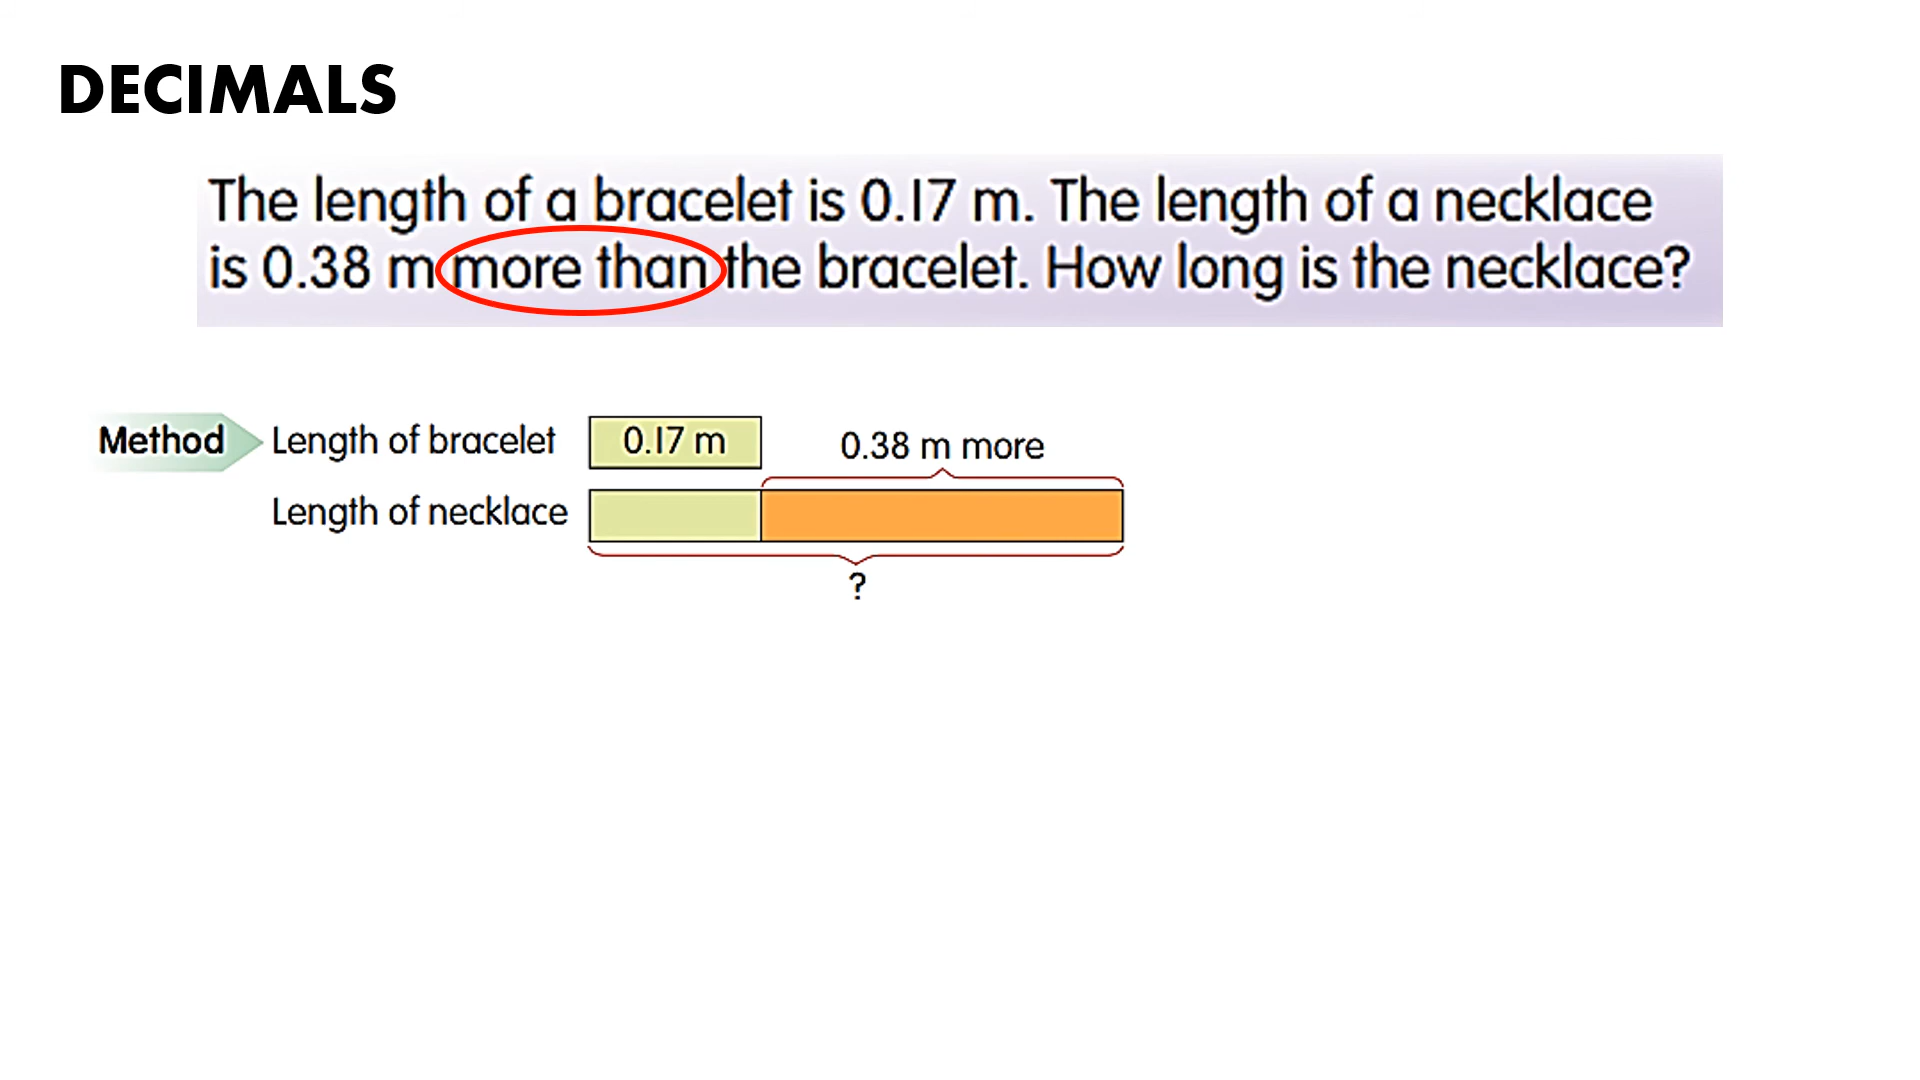 DECIMALS
The length of a bracelet is 0.17 m. The length of a necklace
is 0.38 m more than the bracelet. How long is the necklace?
Method Length of bracelet 0.17 m 0.38 m more
Length of necklace
?